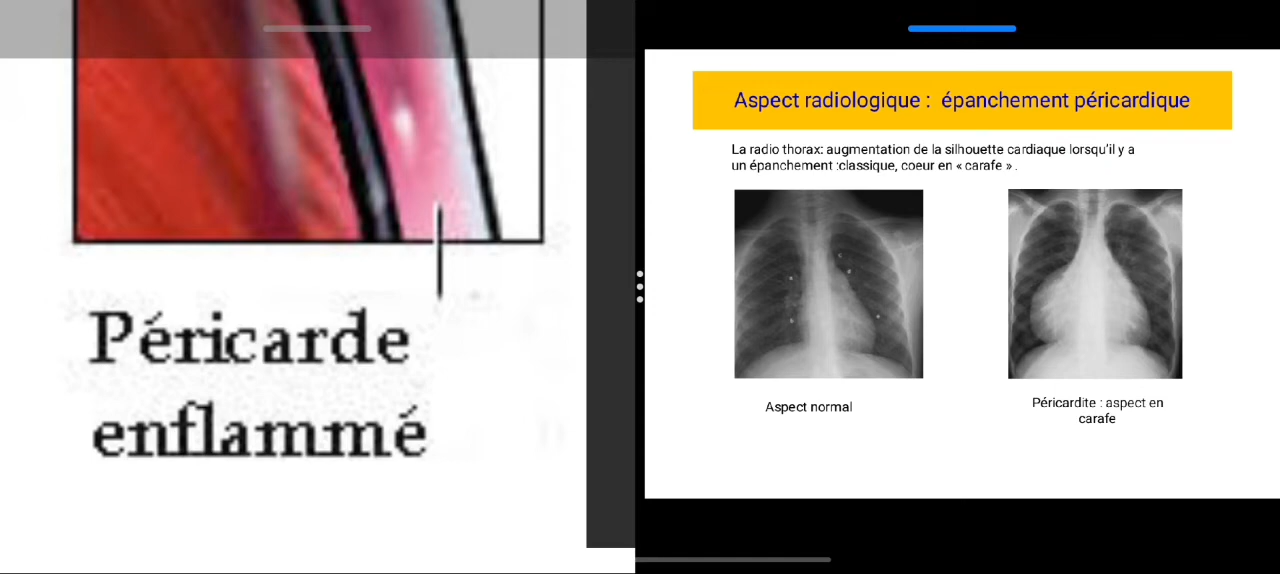 Péricarde
enflammé
Aspect radiologique :  épanchement péricardique
La radio thorax: augmentation de la silhouette cardiaque lorsqu'il y a
un épanchement :classique, coeur en « carafe » .
Aspect normal
Péricardite : aspect en
carafe